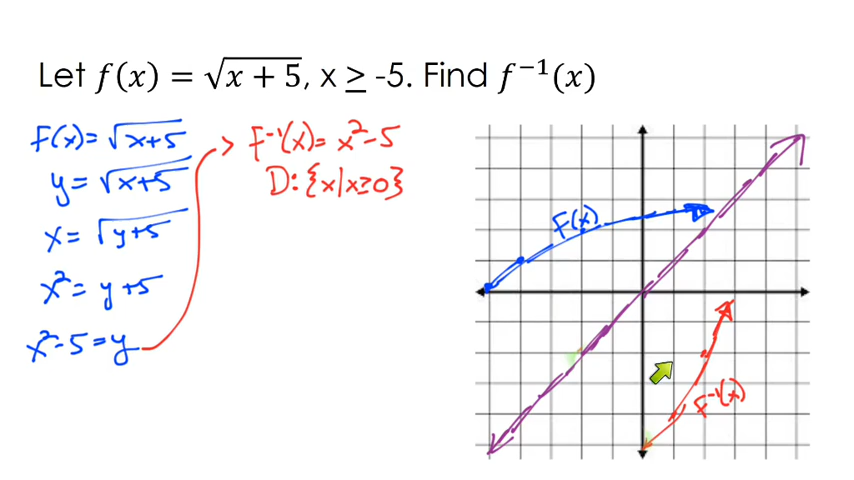 Let f(x) = √x + 5, x ≥ -5. Find f⁻¹(x)
F(x) = √x+5
y = √x+5
x = √y+5
x² = y+5
x²-5 = y
F⁻¹(x) = x²-5
D: {x|x≥0}
F(x)
F⁻¹(x)